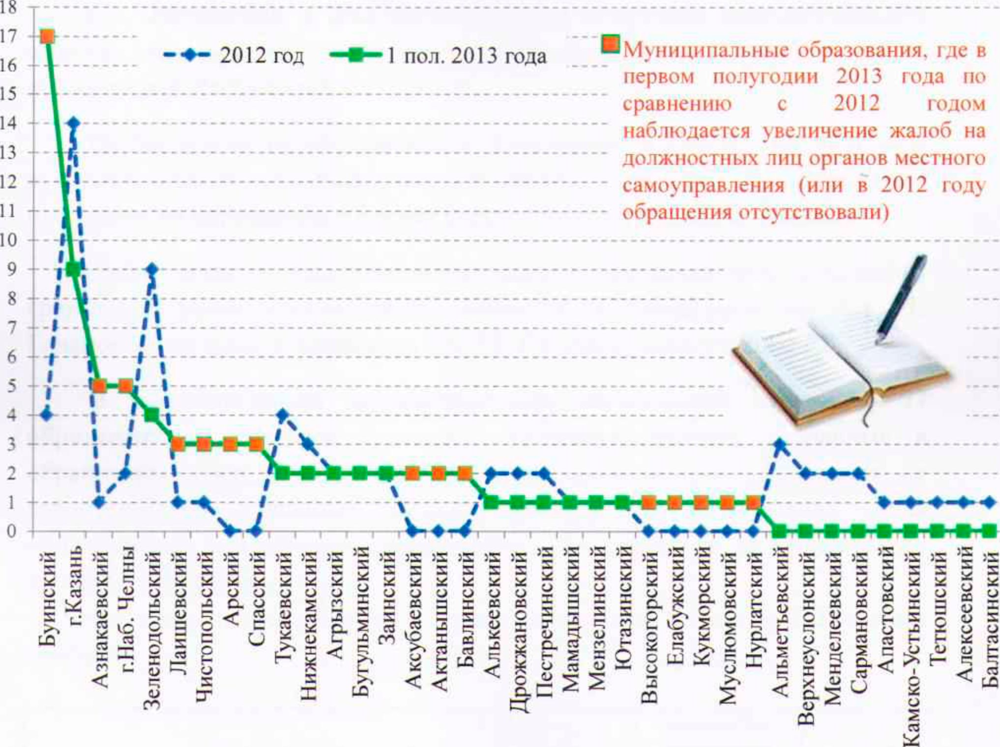 18
17
16
15
14
13
12
11
10
9
8
7
6
5
4
3
2
1
0
2012 год
1 пол. 2013 года
Муниципальные образования, где в
первом полугодии 2013 года по
сравнению с 2012 годом
наблюдается увеличение жалоб на
должностных лиц органов местного
самоуправления (или в 2012 году
обращения отсутствовали)
Буинский
г.Казань
Азнакаевский
г.Наб. Челны
Зеленодольский
Лаишевский
Чистопольский
Арский
Спасский
Тукаевский
Нижнекамский
Агрызский
Бугульминский
Заинский
Аксубаевский
Актанышский
Бавлинский
Алькеевский
Дрожжановский
Пестречинский
Мамадышский
Мензелинский
Ютазинский
Высокогорский
Елабужский
Кукморский
Муслюмовский
Нурлатский
Альметьевский
Верхнеуслонский
Менделеевский
Сармановский
Апастовский
Камско-Устьинский
Тетюшский
Алексеевский
Балтасинский